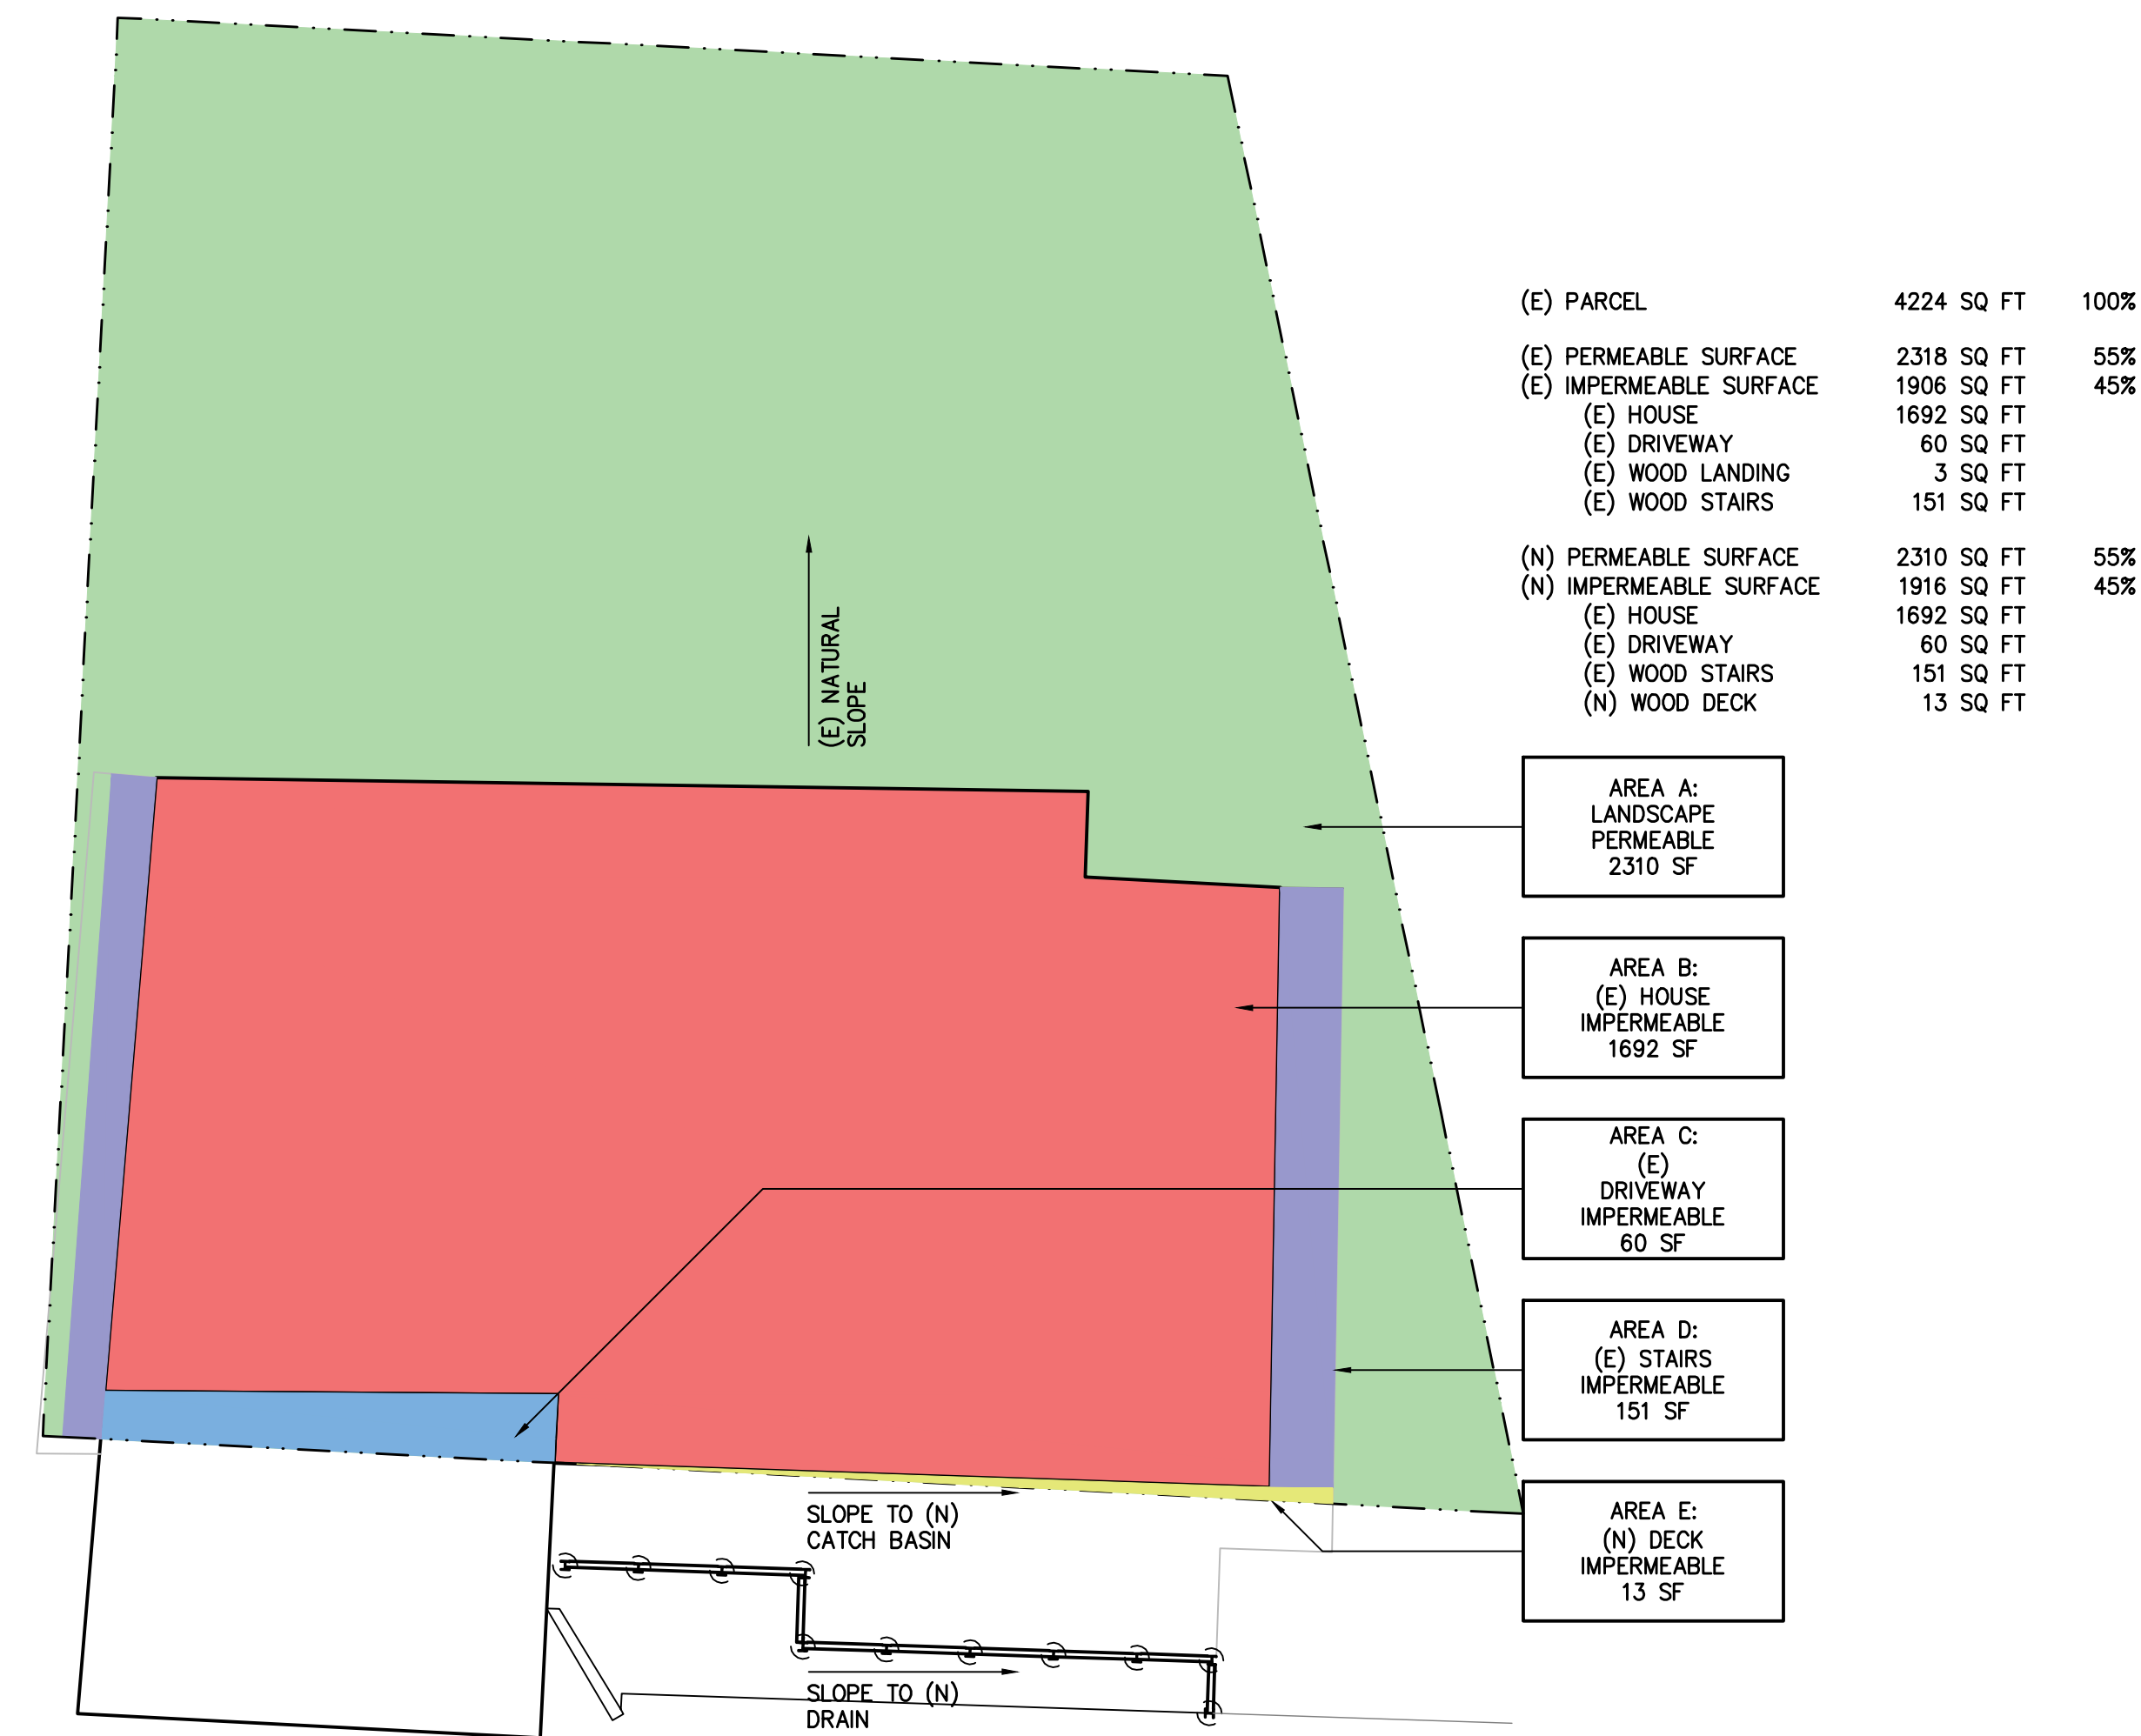 (E) PARCEL 4224 SQ FT 100%
(E) PERMEABLE SURFACE 2318 SQ FT 55%
(E) IMPERMEABLE SURFACE 1906 SQ FT 45%
(E) HOUSE 1692 SQ FT
(E) DRIVEWAY 60 SQ FT
(E) WOOD LANDING 3 SQ FT
(E) WOOD STAIRS 151 SQ FT
(N) PERMEABLE SURFACE 2310 SQ FT 55%
(N) IMPERMEABLE SURFACE 1916 SQ FT 45%
(E) HOUSE 1692 SQ FT
(E) DRIVEWAY 60 SQ FT
(E) WOOD STAIRS 151 SQ FT
(N) WOOD DECK 13 SQ FT
(E) NATURAL
SLOPE
AREA A:
LANDSCAPE
PERMEABLE
2310 SF
AREA B:
(E) HOUSE
IMPERMEABLE
1692 SF
AREA C:
(E)
DRIVEWAY
IMPERMEABLE
60 SF
AREA D:
(E) STAIRS
IMPERMEABLE
151 SF
AREA E:
(N) DECK
IMPERMEABLE
13 SF
SLOPE TO (N)
CATCH BASIN
SLOPE TO (N)
DRAIN